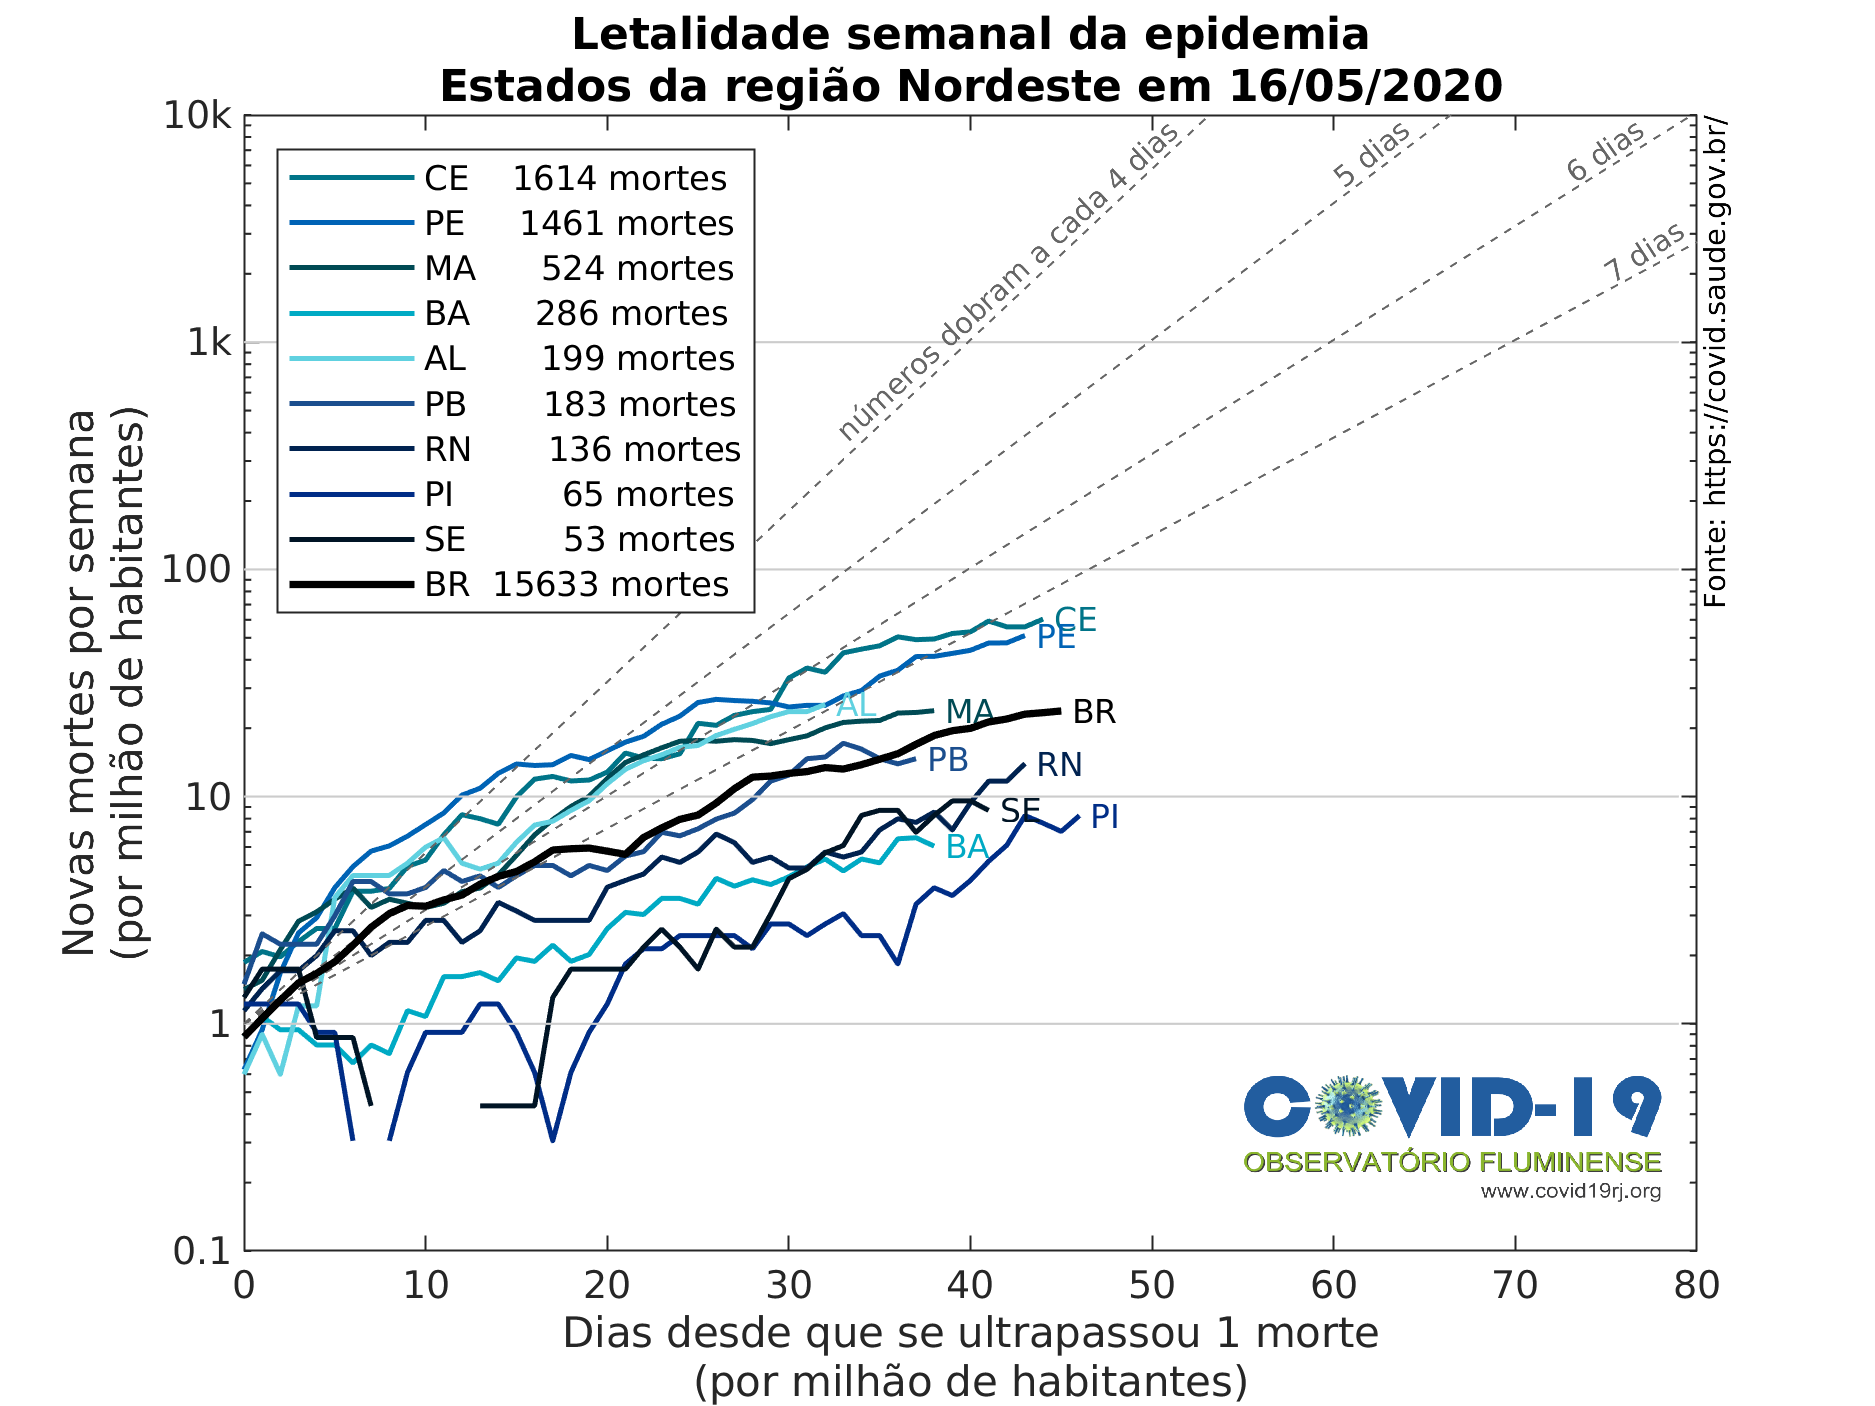 Letalidade semanal da epidemia
Estados da região Nordeste em 16/05/2020
Novas mortes por semana
(por milhão de habitantes)
10k
1k
100
10
1
0.1
CE 1614 mortes
PE 1461 mortes
MA 524 mortes
BA 286 mortes
AL 199 mortes
PB 183 mortes
RN 136 mortes
PI 65 mortes
SE 53 mortes
BR 15633 mortes
números dobram a cada 4 dias
5 dias
6 dias
7 dias
Fonte: https://covid.saude.gov.br/
CE
PE
AL
MA
BR
PB
RN
SE
PI
BA
COVID-19
OBSERVATÓRIO FLUMINENSE
www.covid19rj.org
0 10 20 30 40 50 60 70 80
Dias desde que se ultrapassou 1 morte
(por milhão de habitantes)